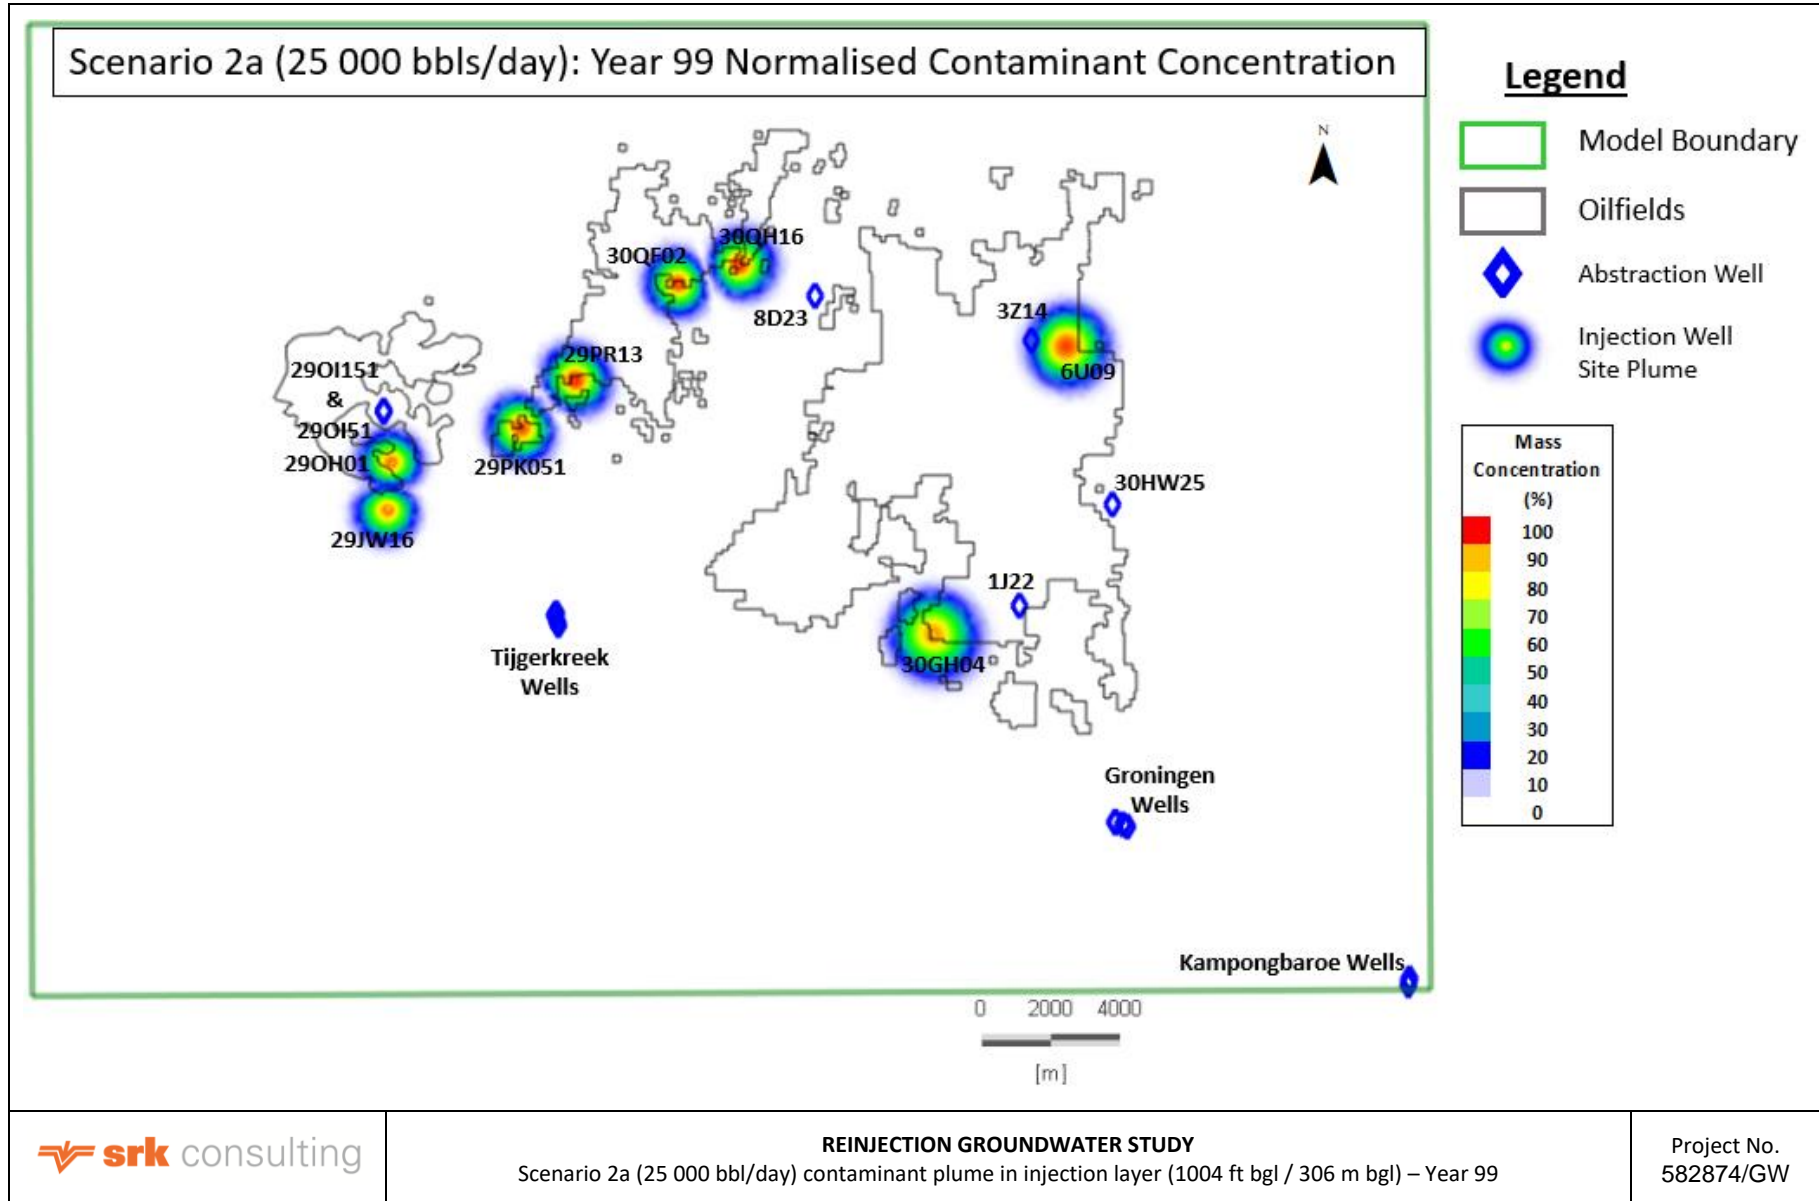 Scenario 2a (25 000 bbls/day): Year 99 Normalised Contaminant Concentration
Legend
Model Boundary
Oilfields
Abstraction Well
Injection Well
Site Plume
Mass
Concentration
(%)
100
90
80
70
60
50
40
30
20
10
0
N
30QH16
30QF02
8D23
3Z14
6U09
29PR13
29OI151
&
29OI51
29OH01
29PK051
29JW16
30HW25
1J22
30GH04
Tijgerkreek
Wells
Groningen
Wells
Kampongbaroe Wells
0 2000 4000
[m]
srk consulting
REINJECTION GROUNDWATER STUDY
Scenario 2a (25 000 bbl/day) contaminant plume in injection layer (1004 ft bgl / 306 m bgl) – Year 99
Project No.
582874/GW